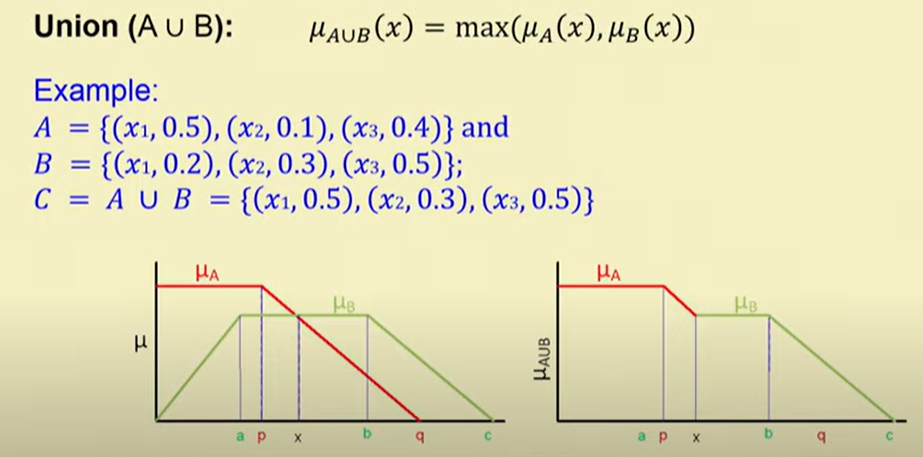 Union (A ∪ B): μA∪B(x) = max(μA(x), μB(x))
Example:
A = {(x1, 0.5), (x2, 0.1), (x3, 0.4)} and
B = {(x1, 0.2), (x2, 0.3), (x3, 0.5)};
C = A ∪ B = {(x1, 0.5), (x2, 0.3), (x3, 0.5)}
μA
μB
μ
a p x b q c
μA
μB
μAUB
a p x b q c